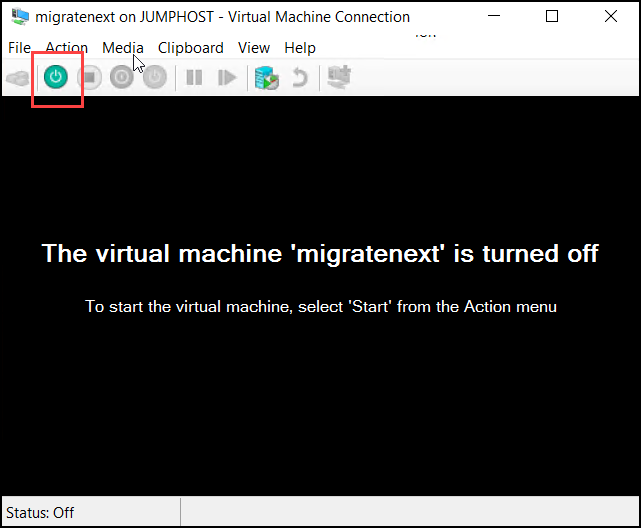 migratenext on JUMPHOST - Virtual Machine Connection
File Action Media Clipboard View Help
The virtual machine 'migratenext' is turned off
To start the virtual machine, select 'Start' from the Action menu
Status: Off